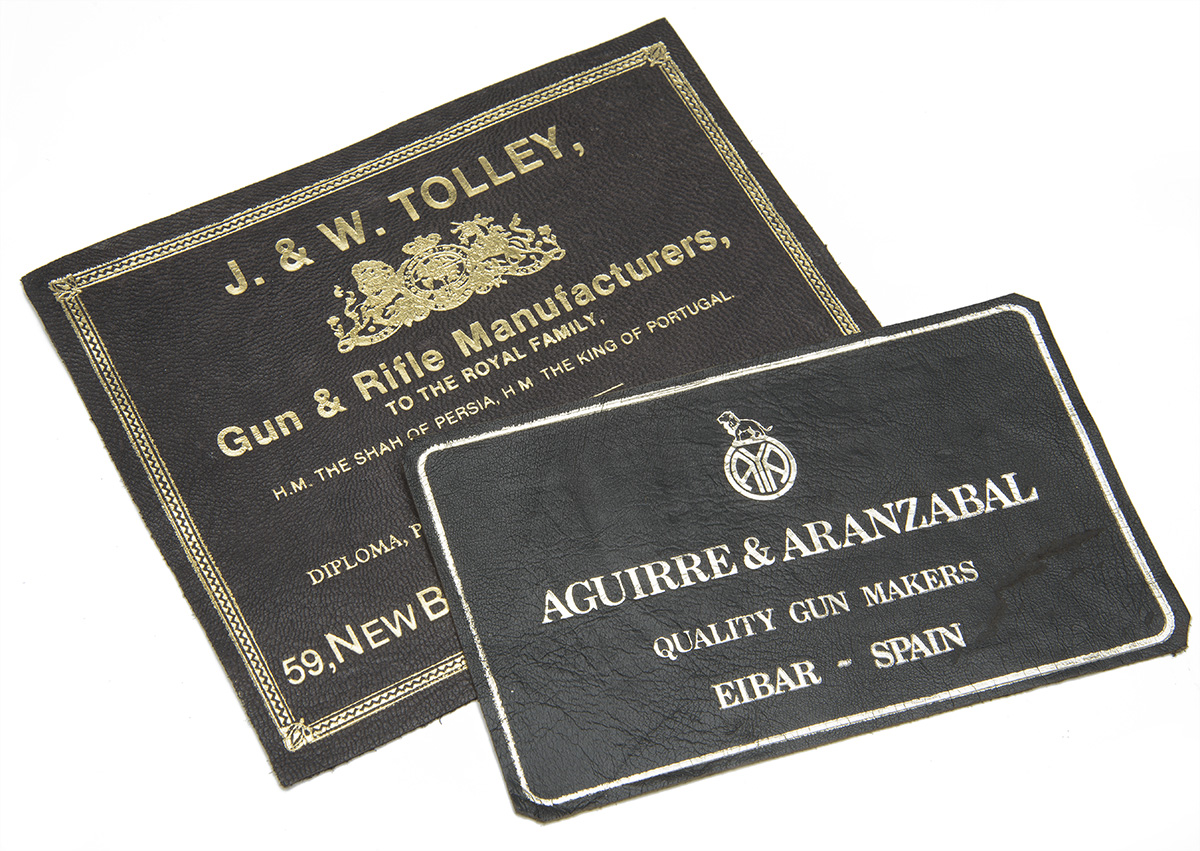 J. & W. TOLLEY,
Gun & Rifle Manufacturers,
TO THE ROYAL FAMILY,
H.M. THE SHAH OF PERSIA, H.M THE KING OF PORTUGAL.
DIPLOMA,
59, NEW
AYA
AGUIRRE & ARANZABAL
QUALITY GUN MAKERS
EIBAR - SPAIN